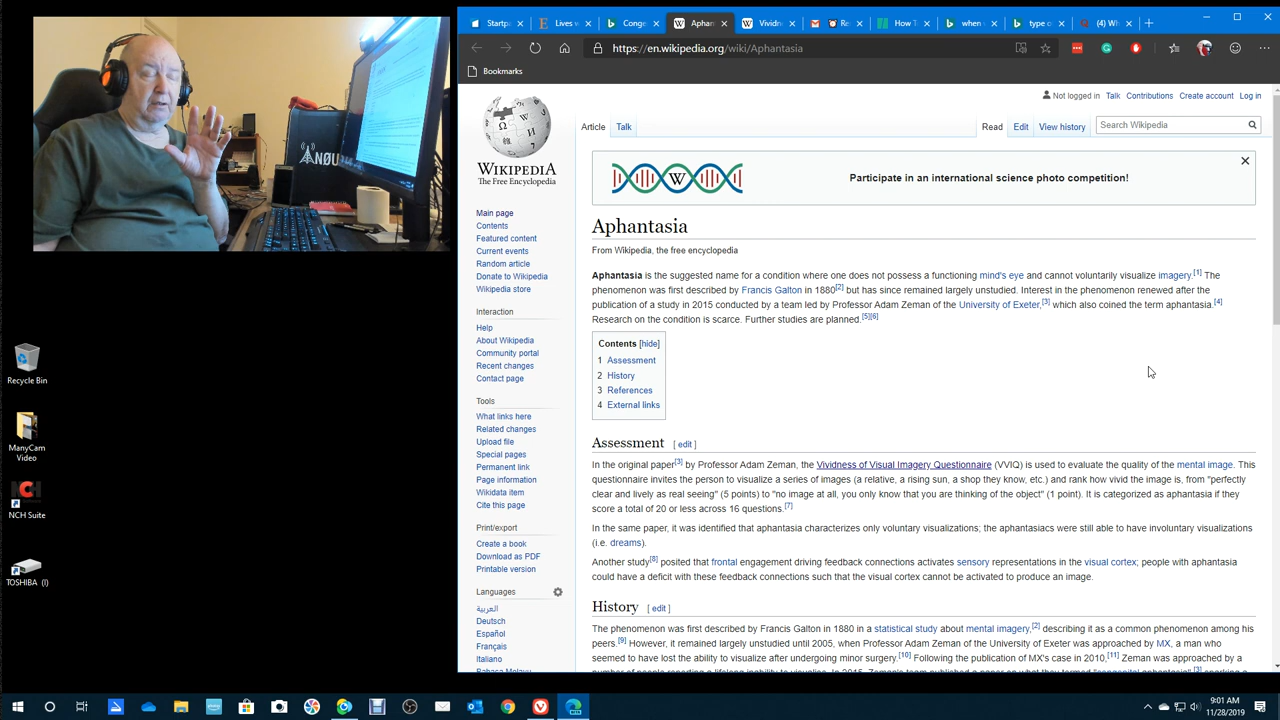 ANØU
Startpa
Lives v
Conge
Aphar
Vividn
Re
How T
when
type o
(4) Wh
https://en.wikipedia.org/wiki/Aphantasia
Bookmarks
Not logged in Talk Contributions Create account Log in
Article Talk Read Edit View history Search Wikipedia
WIKIPEDIA
The Free Encyclopedia
Participate in an international science photo competition!
Main page
Contents
Featured content
Current events
Random article
Donate to Wikipedia
Wikipedia store
Interaction
Help
About Wikipedia
Community portal
Recent changes
Contact page
Tools
What links here
Related changes
Upload file
Special pages
Permanent link
Page information
Wikidata item
Cite this page
Print/export
Create a book
Download as PDF
Printable version
Languages
العربية
Deutsch
Español
Français
Italiano
Bahasa Melayu
Aphantasia
From Wikipedia, the free encyclopedia
Aphantasia is the suggested name for a condition where one does not possess a functioning mind's eye and cannot voluntarily visualize imagery.[1] The
phenomenon was first described by Francis Galton in 1880[2] but has since remained largely unstudied. Interest in the phenomenon renewed after the
publication of a study in 2015 conducted by a team led by Professor Adam Zeman of the University of Exeter,[3] which also coined the term aphantasia.[4]
Research on the condition is scarce. Further studies are planned.[5][6]
Contents [hide]
1 Assessment
2 History
3 References
4 External links
Assessment [ edit ]
In the original paper[3] by Professor Adam Zeman, the Vividness of Visual Imagery Questionnaire (VVIQ) is used to evaluate the quality of the mental image. This
questionnaire invites the person to visualize a series of images (a relative, a rising sun, a shop they know, etc.) and rank how vivid the image is, from "perfectly
clear and lively as real seeing" (5 points) to "no image at all, you only know that you are thinking of the object" (1 point). It is categorized as aphantasia if they
score a total of 20 or less across 16 questions.[7]
In the same paper, it was identified that aphantasia characterizes only voluntary visualizations; the aphantasiacs were still able to have involuntary visualizations
(i.e. dreams).
Another study[8] posited that frontal engagement driving feedback connections activates sensory representations in the visual cortex; people with aphantasia
could have a deficit with these feedback connections such that the visual cortex cannot be activated to produce an image.
History [ edit ]
The phenomenon was first described by Francis Galton in 1880 in a statistical study about mental imagery,[2] describing it as a common phenomenon among his
peers.[9] However, it remained largely unstudied until 2005, when Professor Adam Zeman of the University of Exeter was approached by MX, a man who
seemed to have lost the ability to visualize after undergoing minor surgery.[10] Following the publication of MX's case in 2010,[11] Zeman was approached by a
Recycle Bin
ManyCam
Video
NCH Suite
TOSHIBA (I)
9:01 AM
11/28/2019